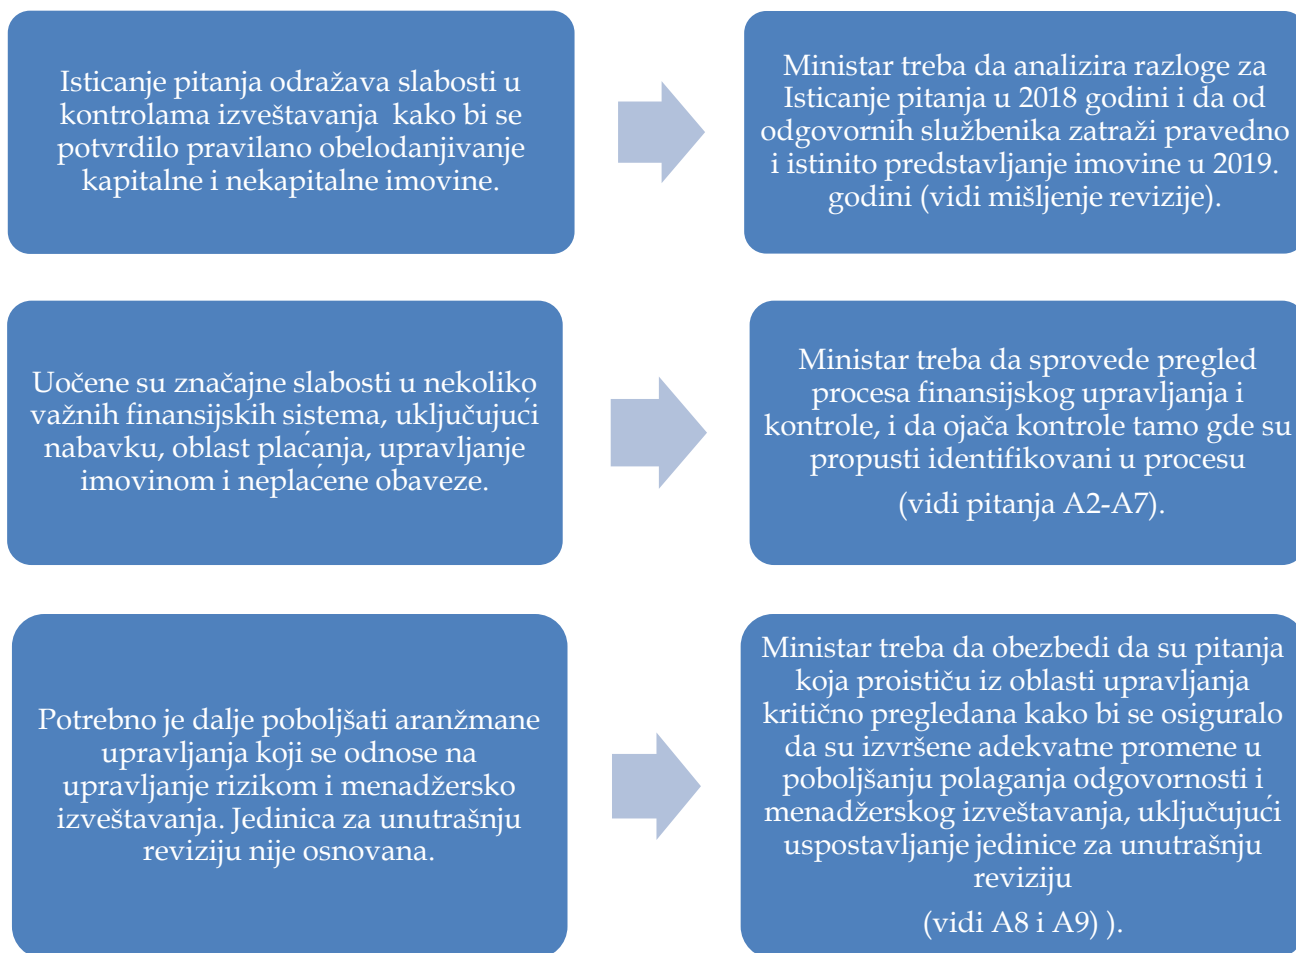 Isticanje pitanja odražava slabosti u
kontrolama izveštavanja kako bi se
potvrdilo pravilano obelodanjivanje
kapitalne i nekapitalne imovine.
Ministar treba da analizira razloge za
Isticanje pitanja u 2018 godini i da od
odgovornih službenika zatraži pravedno
i istinito predstavljanje imovine u 2019.
godini (vidi mišljenje revizije).
Uočene su značajne slabosti u nekoliko
važnih finansijskih sistema, uključujući
nabavku, oblast plaćanja, upravljanje
imovinom i neplaćene obaveze.
Ministar treba da sprovede pregled
procesa finansijskog upravljanja i
kontrole, i da ojača kontrole tamo gde su
propusti identifikovani u procesu
(vidi pitanja A2-A7).
Potrebno je dalje poboljšati aranžmane
upravljanja koji se odnose na
upravljanje rizikom i menadžersko
izveštavanja. Jedinica za unutrašnju
reviziju nije osnovana.
Ministar treba da obezbedi da su pitanja
koja proističu iz oblasti upravljanja
kritično pregledana kako bi se osiguralo
da su izvršene adekvatne promene u
poboljšanju polaganja odgovornosti i
menadžerskog izveštavanja, uključujući
uspostavljanje jedinice za unutrašnju
reviziju
(vidi A8 i A9) ).